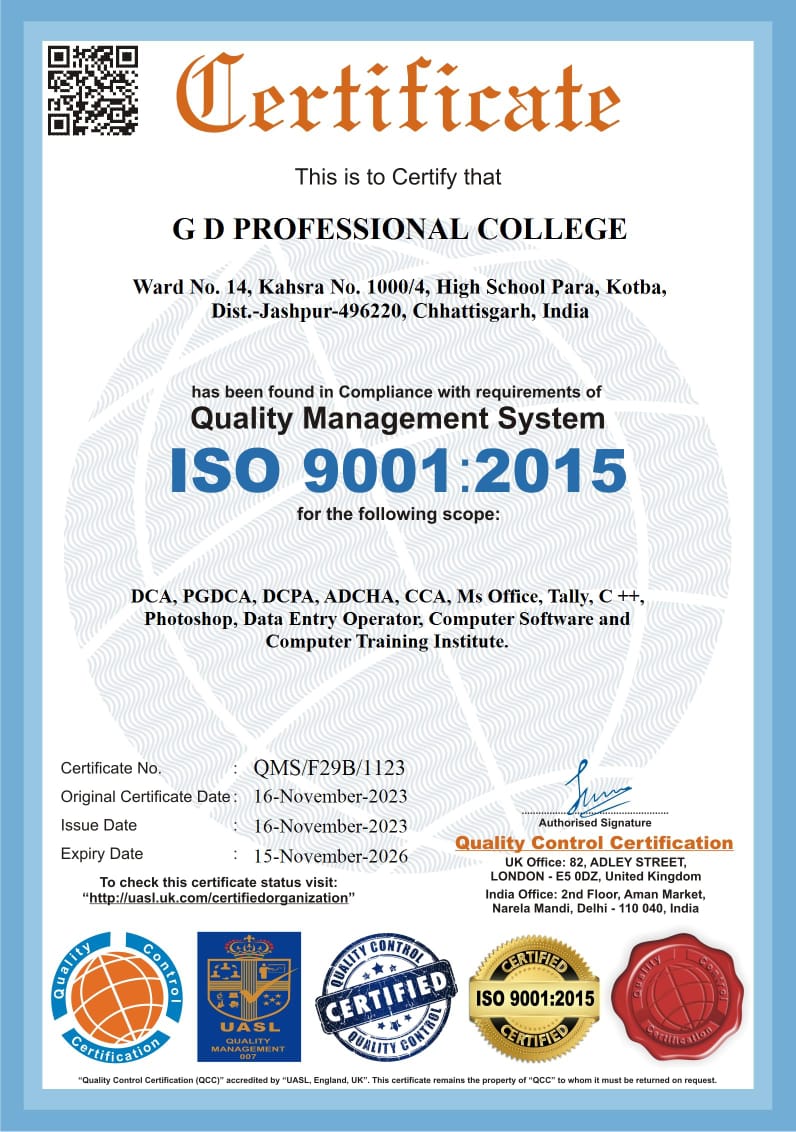 Certificate
This is to Certify that
G D PROFESSIONAL COLLEGE
Ward No. 14, Kahsra No. 1000/4, High School Para, Kotba,
Dist.-Jashpur-496220, Chhattisgarh, India
has been found in Compliance with requirements of
Quality Management System
ISO 9001:2015
for the following scope:
DCA, PGDCA, DCPA, ADCHA, CCA, Ms Office, Tally, C ++,
Photoshop, Data Entry Operator, Computer Software and
Computer Training Institute.
Certificate No. : QMS/F29B/1123
Original Certificate Date : 16-November-2023
Issue Date : 16-November-2023
Expiry Date : 15-November-2026
To check this certificate status visit:
“http://uasl.uk.com/certifiedorganization”
Authorised Signature
Quality Control Certification
UK Office: 82, ADLEY STREET,
LONDON - E5 0DZ, United Kingdom
India Office: 2nd Floor, Aman Market,
Narela Mandi, Delhi - 110 040, India
Quality Control
Certification
UASL
QUALITY
MANAGEMENT
007
QUALITY CONTROL
CERTIFIED
QUALITY CONTROL
CERTIFIED
ISO 9001:2015
CERTIFIED
Quality Control
Certification
“Quality Control Certification (QCC)” accredited by “UASL, England, UK”. This certificate remains the property of “QCC” to whom it must be returned on request.